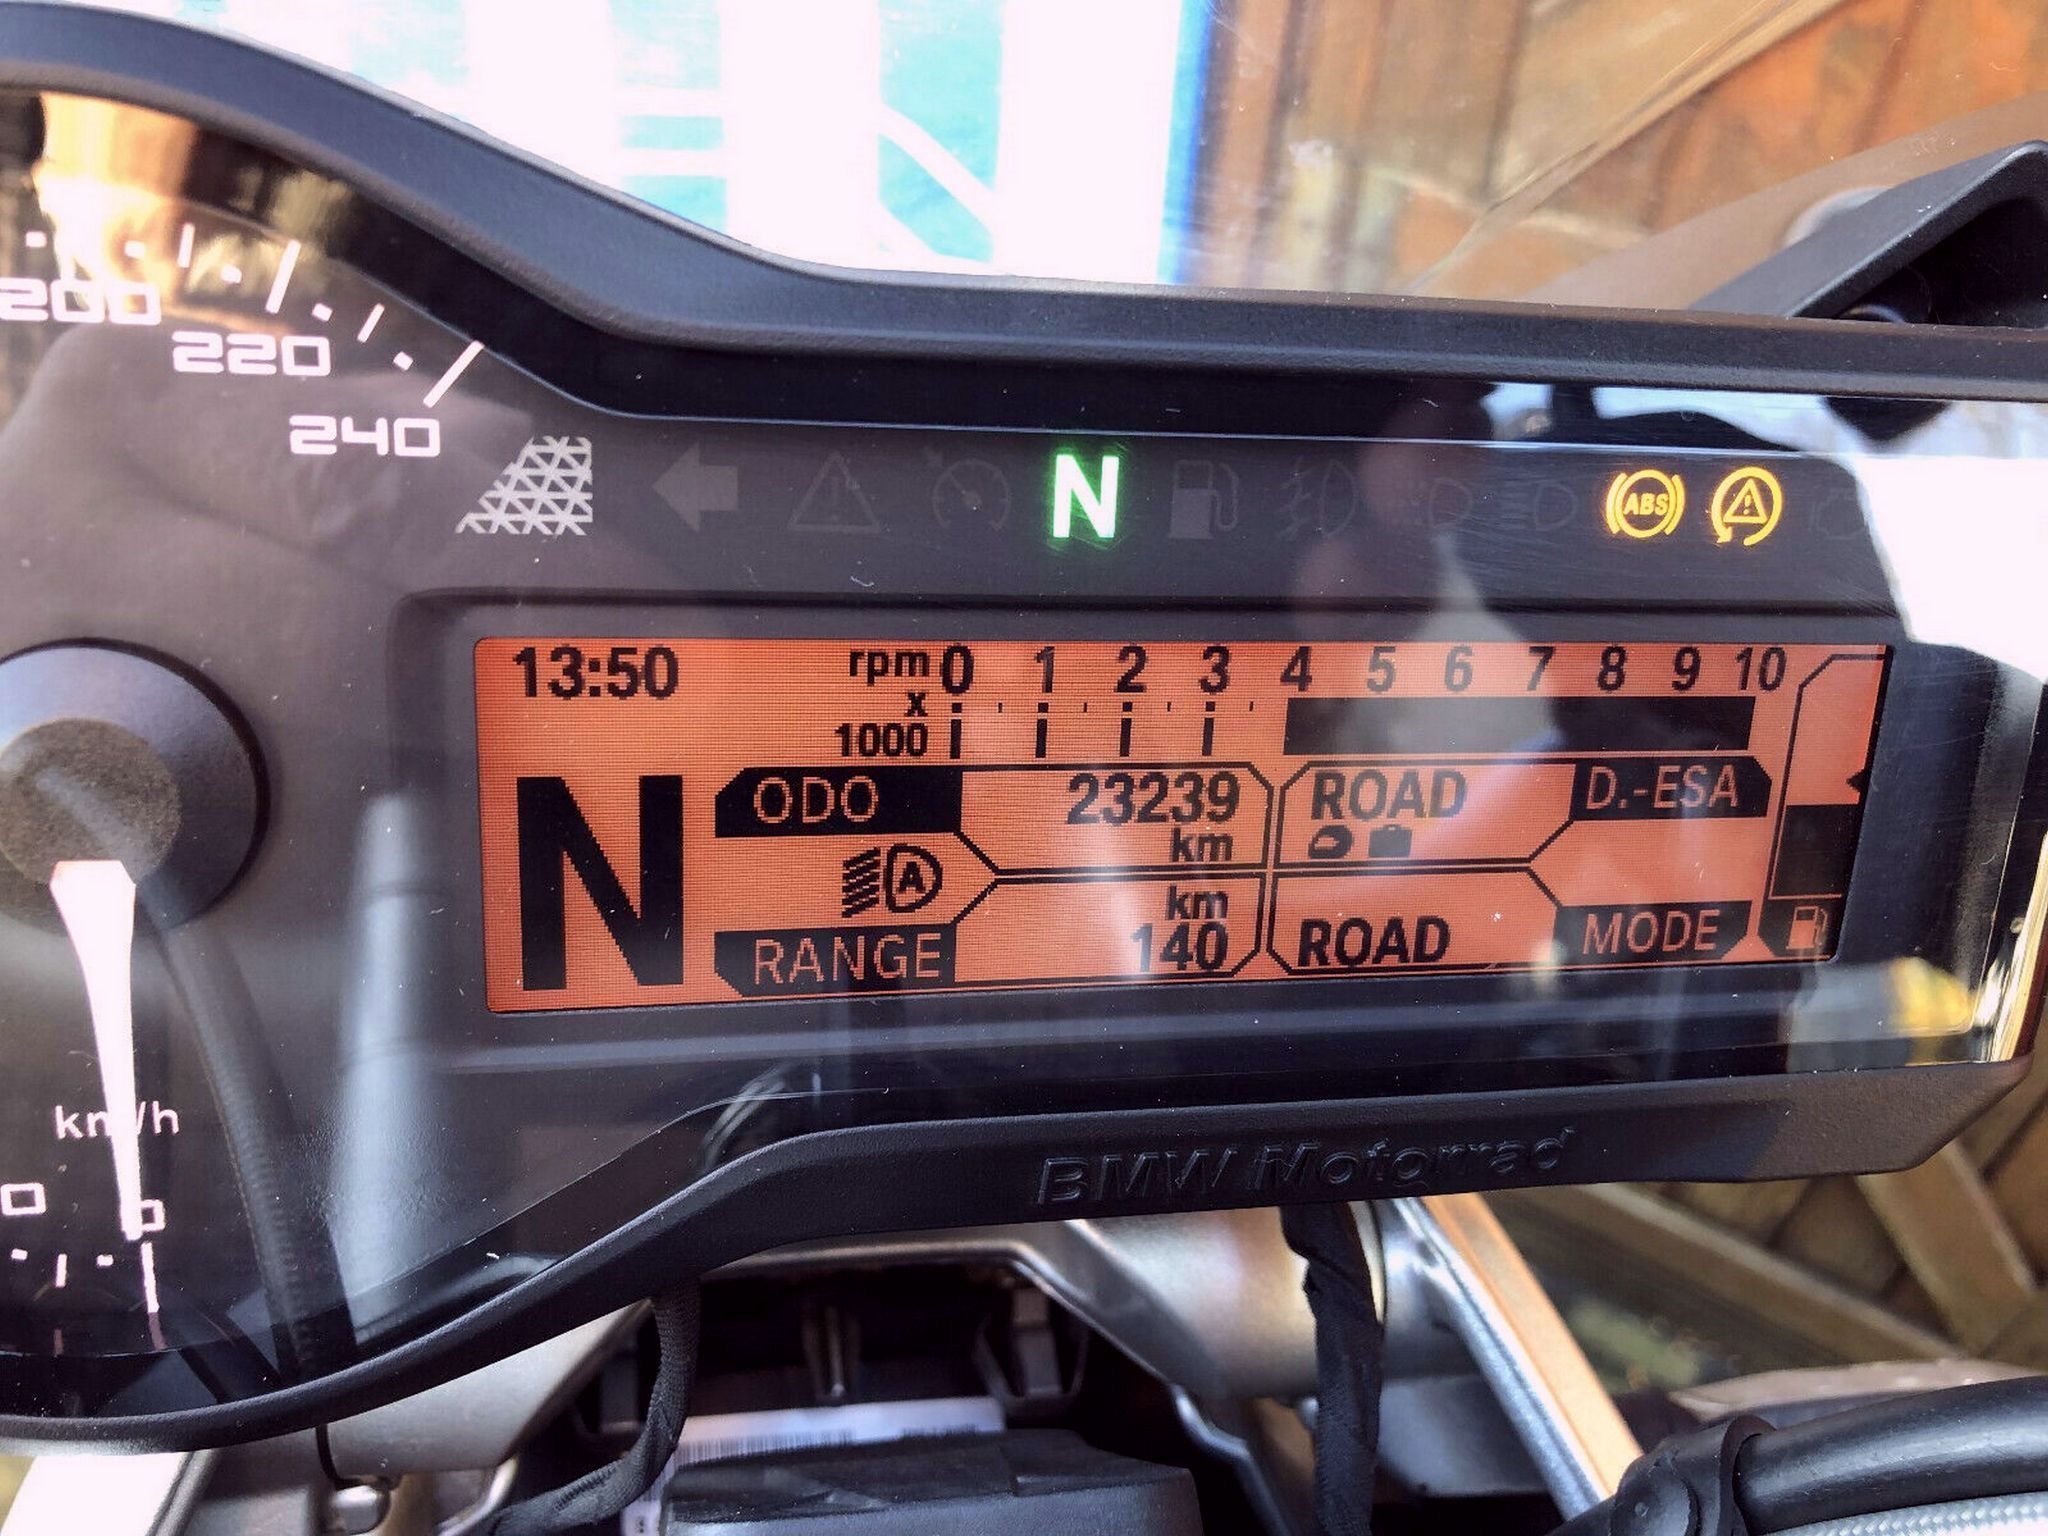 200
220
240
N
ABS
13:50
rpm
x
1000
0 1 2 3 4 5 6 7 8 9 10
N
ODO
23239
km
ROAD
D.-ESA
A
RANGE
km
140
ROAD
MODE
km/h
0
BMW Motorrad